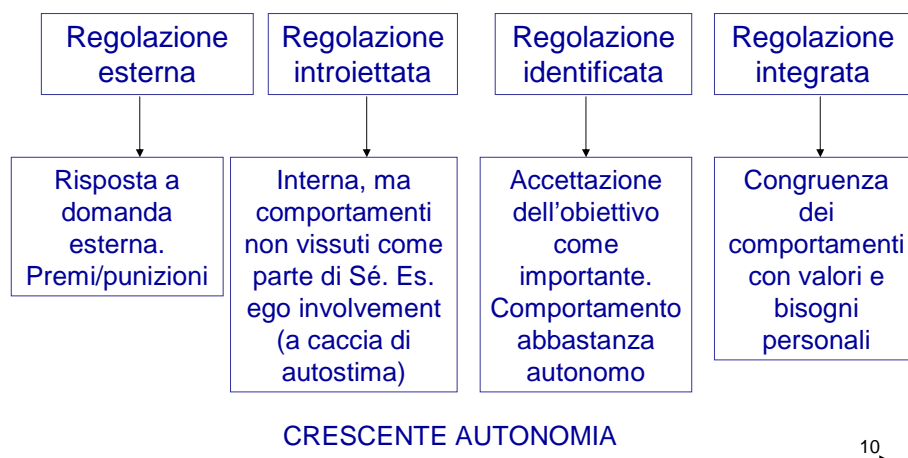 Regolazione
esterna
Regolazione
introiettata
Regolazione
identificata
Regolazione
integrata
Risposta a
domanda
esterna.
Premi/punizioni
Interna, ma
comportamenti
non vissuti come
parte di Sé. Es.
ego involvement
(a caccia di
autostima)
Accettazione
dell’obiettivo
come
importante.
Comportamento
abbastanza
autonomo
Congruenza
dei
comportamenti
con valori e
bisogni
personali
CRESCENTE AUTONOMIA
10